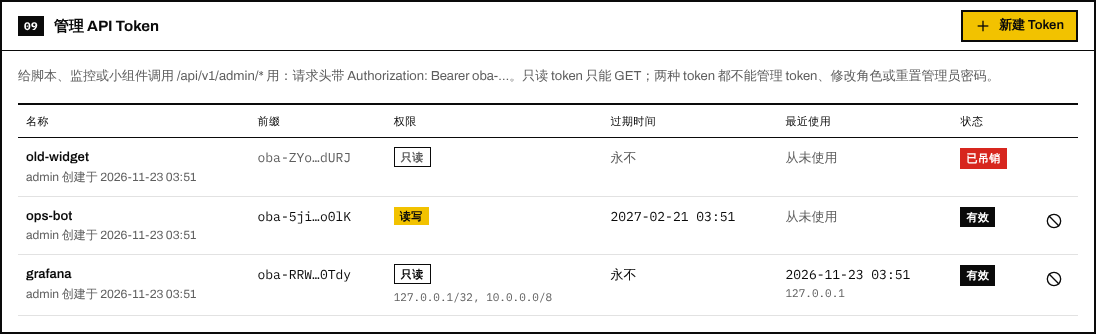 09 管理 API Token
＋ 新建 Token
给脚本、监控或小组件调用 /api/v1/admin/* 用：请求头带 Authorization: Bearer oba-...。只读 token 只能 GET；两种 token 都不能管理 token、修改角色或重置管理员密码。
名称 前缀 权限 过期时间 最近使用 状态
old-widget oba-ZYo…dURJ 只读 永不 从未使用 已吊销
admin 创建于 2026-11-23 03:51
ops-bot oba-5ji…o0lK 读写 2027-02-21 03:51 从未使用 有效
admin 创建于 2026-11-23 03:51
grafana oba-RRW…0Tdy 只读 永不 2026-11-23 03:51 有效
admin 创建于 2026-11-23 03:51 127.0.0.1/32, 10.0.0.0/8 127.0.0.1